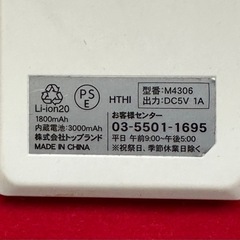 Li-ion20
PS
E
HTHI
型番:M4306
出力:DC5V 1A
1800mAh
内蔵電池:3000mAh
株式会社トップランド
MADE IN CHINA
お客様センター
03-5501-1695
平日 午前9:00〜午後5:00
*祝祭日、季節休業日除く